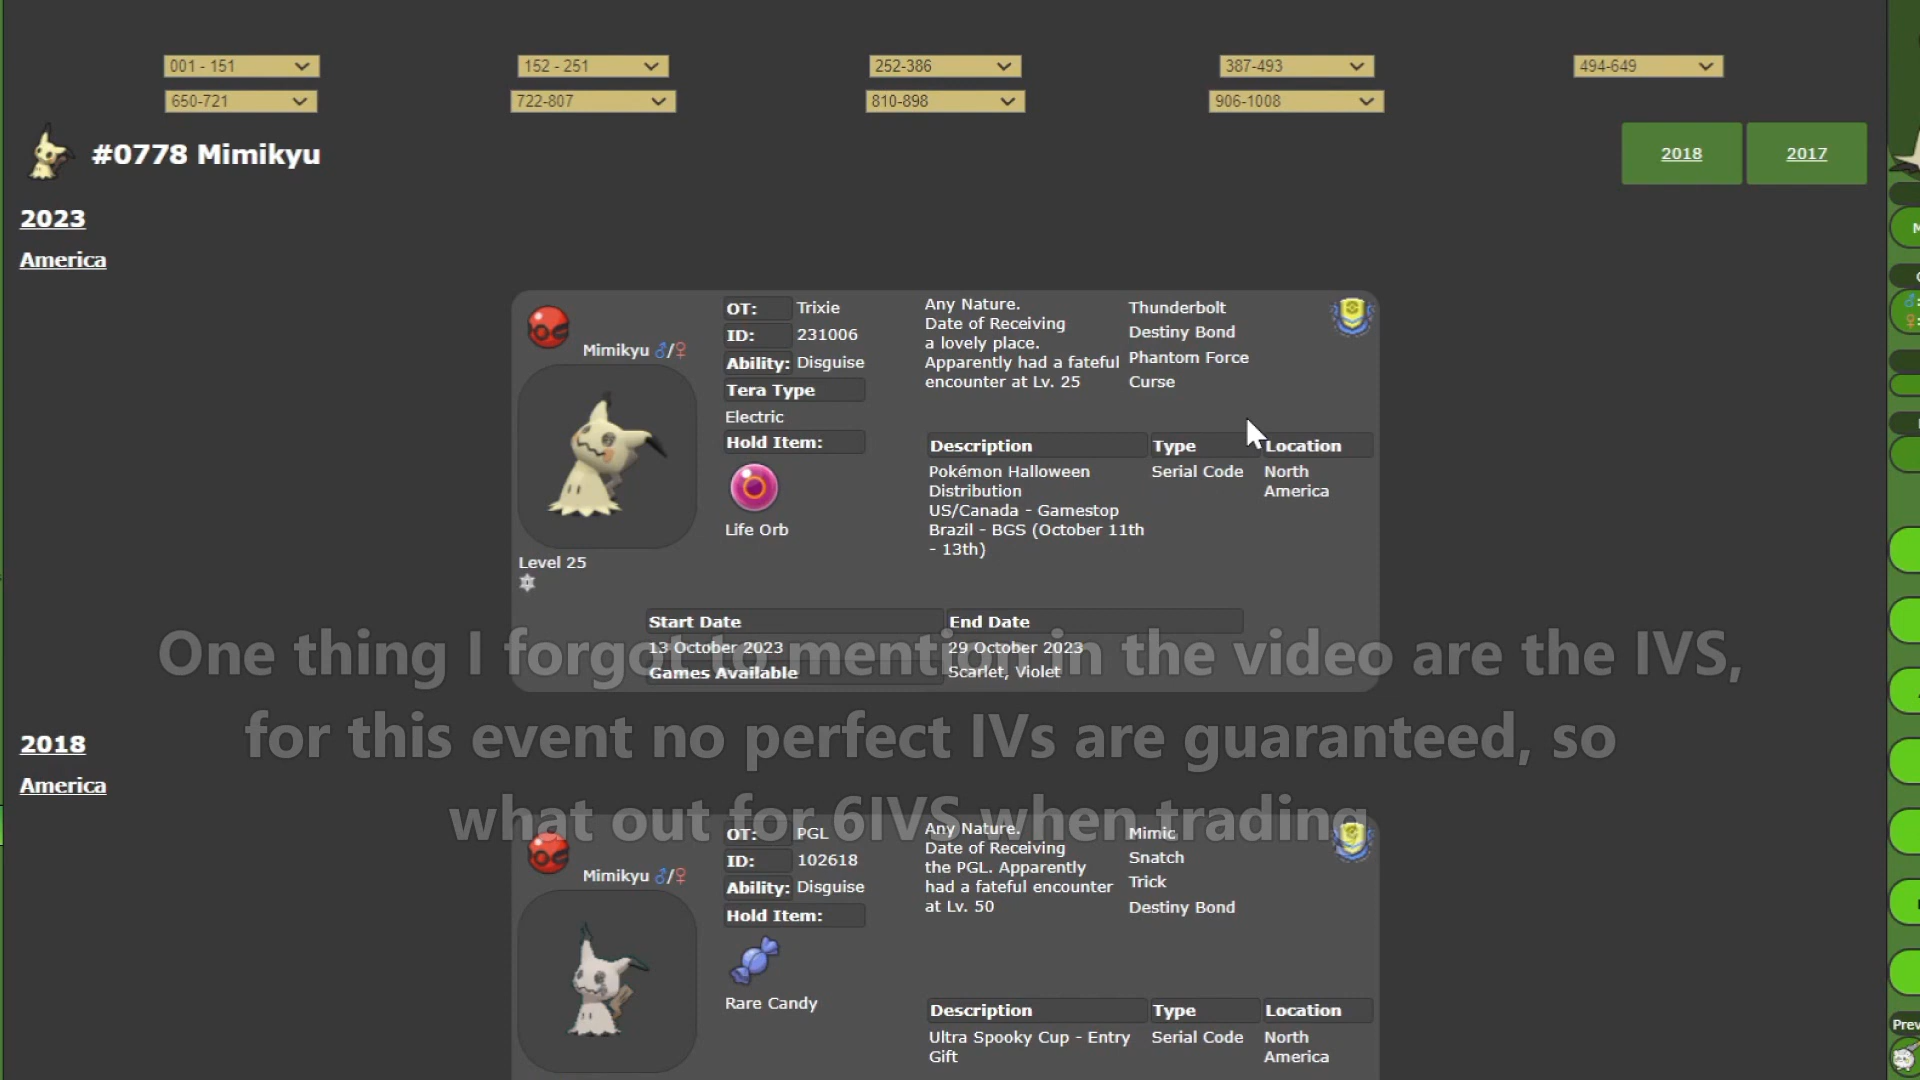 001 - 151
152 - 251
252-386
387-493
494-649
650-721
722-807
810-898
906-1008
#0778 Mimikyu
2018
2017
2023
America
Mimikyu ♂/♀
OT: Trixie
ID: 231006
Ability: Disguise
Tera Type
Electric
Hold Item:
Life Orb
Level 25
Any Nature.
Date of Receiving
a lovely place.
Apparently had a fateful
encounter at Lv. 25
Thunderbolt
Destiny Bond
Phantom Force
Curse
Description
Pokémon Halloween
Distribution
US/Canada - Gamestop
Brazil - BGS (October 11th
- 13th)
Type
Serial Code
Location
North
America
Start Date
13 October 2023
End Date
29 October 2023
Games Available
Scarlet, Violet
One thing I forgot to mention in the video are the IVS,
for this event no perfect IVs are guaranteed, so
what out for 6IVS when trading
2018
America
Mimikyu ♂/♀
OT: PGL
ID: 102618
Ability: Disguise
Hold Item:
Rare Candy
Any Nature.
Date of Receiving
the PGL. Apparently
had a fateful encounter
at Lv. 50
Mimic
Snatch
Trick
Destiny Bond
Description
Ultra Spooky Cup - Entry
Gift
Type
Serial Code
Location
North
America
Prev